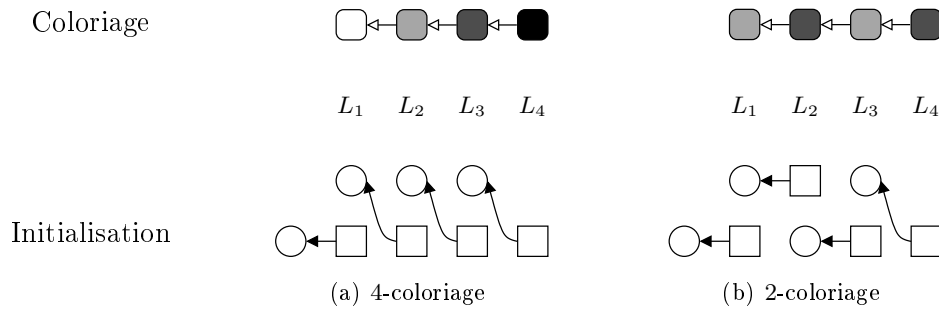 Coloriage
L₁ L₂ L₃ L₄ L₁ L₂ L₃ L₄
Initialisation
(a) 4-coloriage (b) 2-coloriage